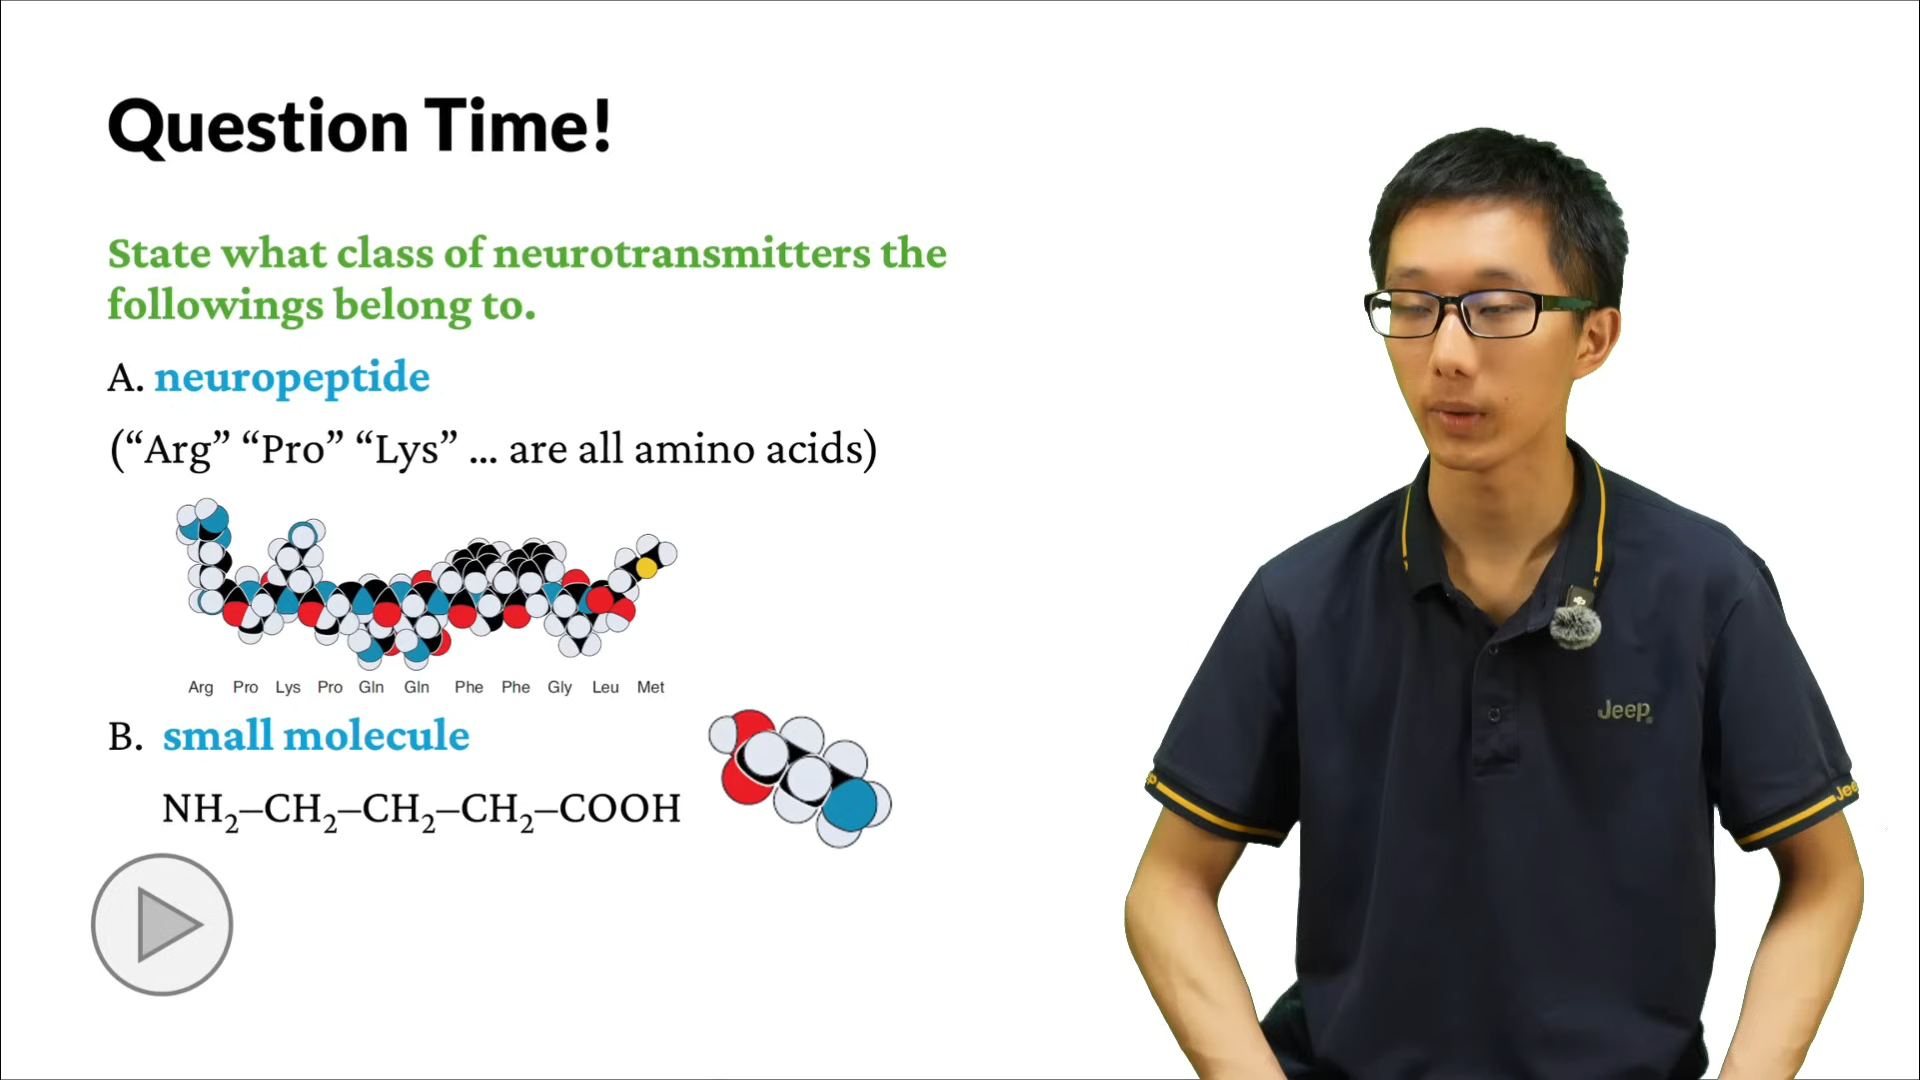 Question Time!
State what class of neurotransmitters the
followings belong to.
A. neuropeptide
(“Arg” “Pro” “Lys” ... are all amino acids)
Arg Pro Lys Pro Gln Gln Phe Phe Gly Leu Met
B. small molecule
NH₂–CH₂–CH₂–CH₂–COOH
Jeep